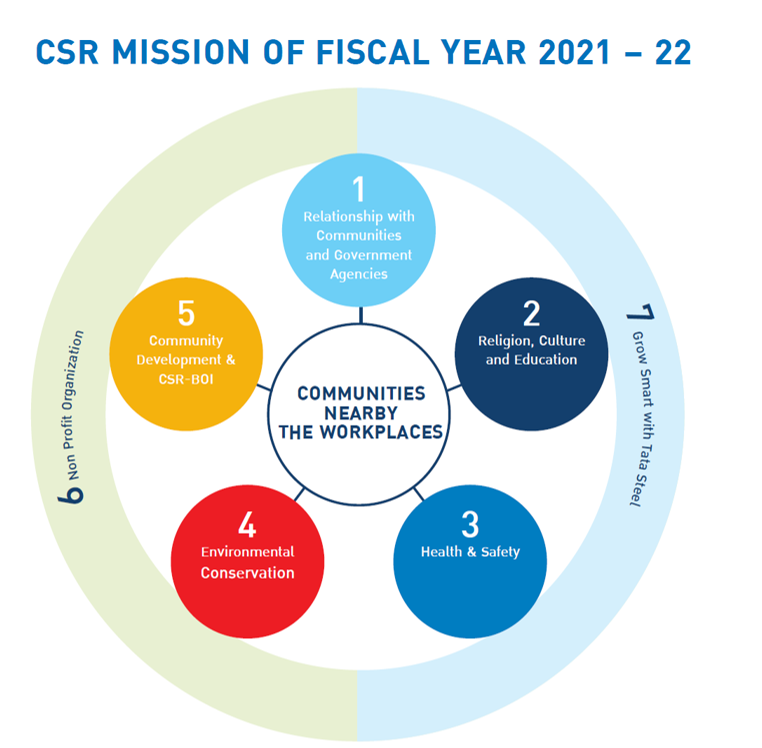 CSR MISSION OF FISCAL YEAR 2021 – 22
1
Relationship with
Communities
and Government
Agencies
2
Religion, Culture
and Education
3
Health & Safety
4
Environmental
Conservation
5
Community
Development &
CSR-BOI
COMMUNITIES
NEARBY
THE WORKPLACES
6 Non Profit Organization
7 Grow Smart with Tata Steel